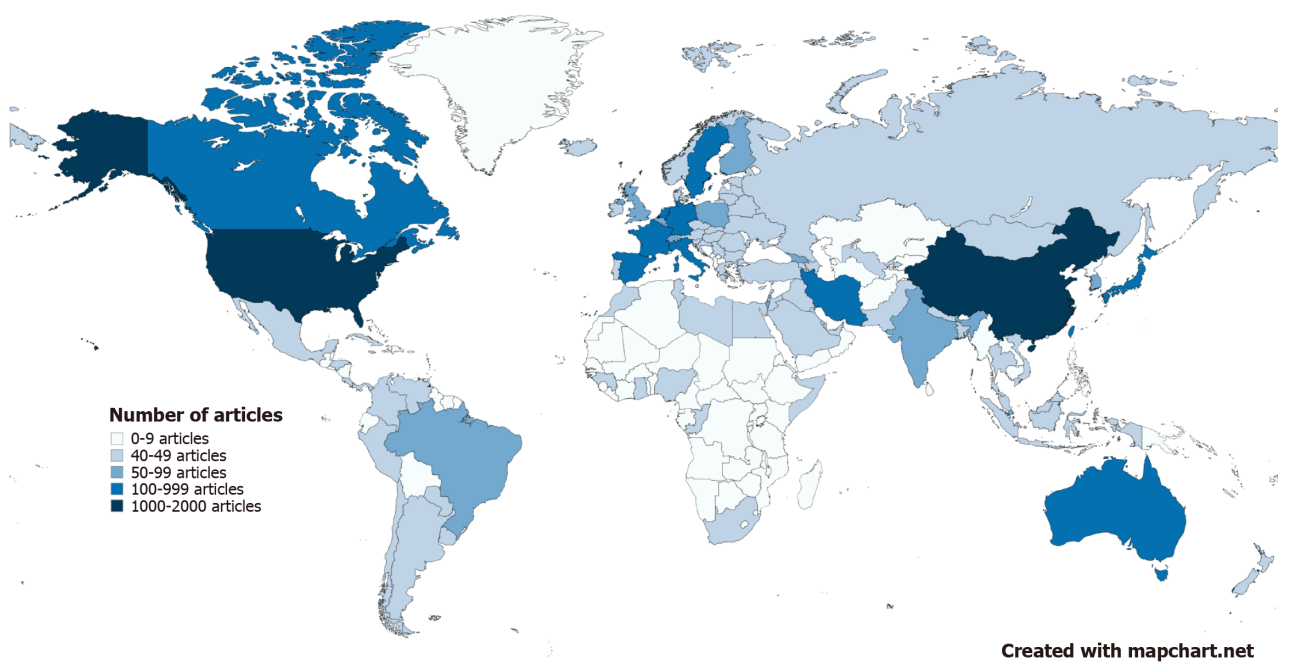 Number of articles
0-9 articles
40-49 articles
50-99 articles
100-999 articles
1000-2000 articles
Created with mapchart.net